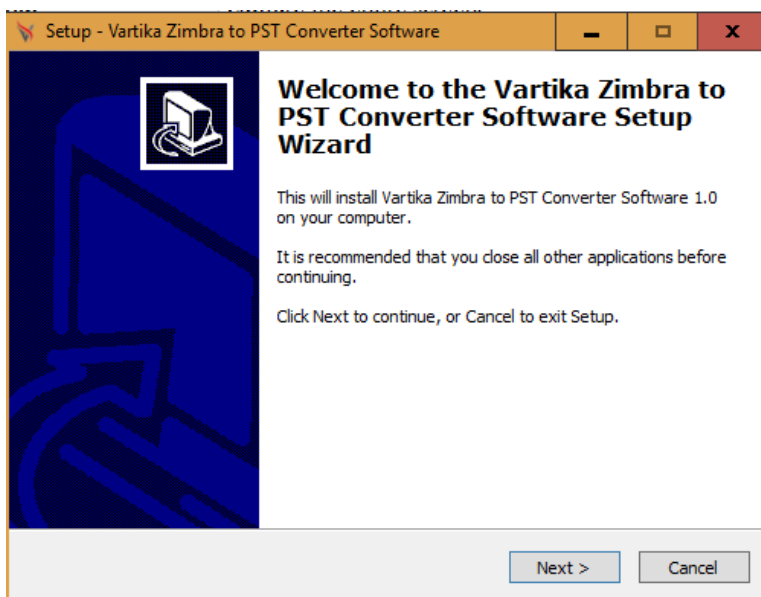 Setup - Vartika Zimbra to PST Converter Software
Welcome to the Vartika Zimbra to
PST Converter Software Setup
Wizard
This will install Vartika Zimbra to PST Converter Software 1.0
on your computer.
It is recommended that you close all other applications before
continuing.
Click Next to continue, or Cancel to exit Setup.
Next >
Cancel